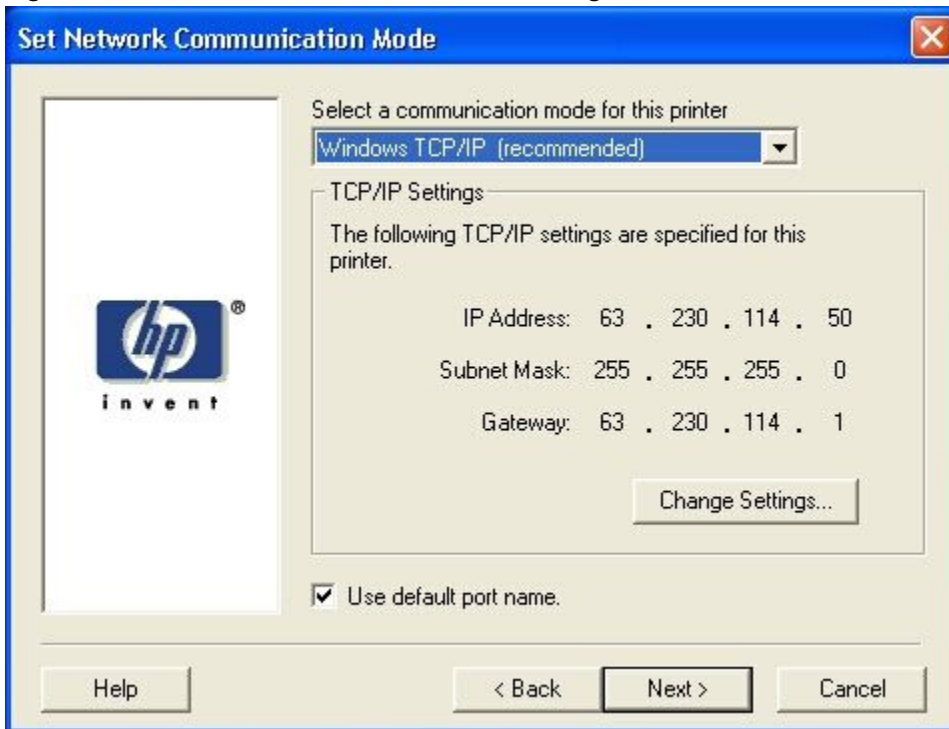 Set Network Communication Mode
Select a communication mode for this printer
Windows TCP/IP (recommended)
TCP/IP Settings
The following TCP/IP settings are specified for this
printer.
hp ®
invent
IP Address: 63 . 230 . 114 . 50
Subnet Mask: 255 . 255 . 255 . 0
Gateway: 63 . 230 . 114 . 1
Change Settings...
Use default port name.
Help
< Back
Next >
Cancel